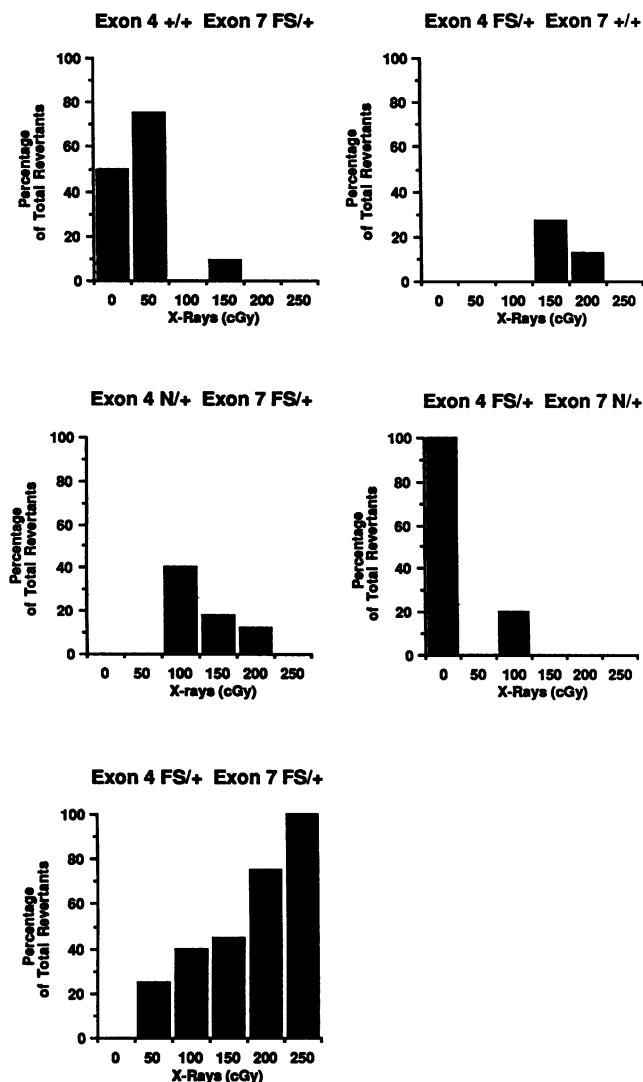 Exon 4 +/+ Exon 7 FS/+
Percentage
of Total Revertants
100
80
60
40
20
0
0 50 100 150 200 250
X-Rays (cGy)
Exon 4 FS/+ Exon 7 +/+
Percentage
of Total Revertants
100
80
60
40
20
0
0 50 100 150 200 250
X-Rays (cGy)
Exon 4 N/+ Exon 7 FS/+
Percentage
of Total Revertants
100
80
60
40
20
0
0 50 100 150 200 250
X-rays (cGy)
Exon 4 FS/+ Exon 7 N/+
Percentage
of Total Revertants
100
80
60
40
20
0
0 50 100 150 200 250
X-Rays (cGy)
Exon 4 FS/+ Exon 7 FS/+
Percentage
of Total Revertants
100
80
60
40
20
0
0 50 100 150 200 250
X-Rays (cGy)